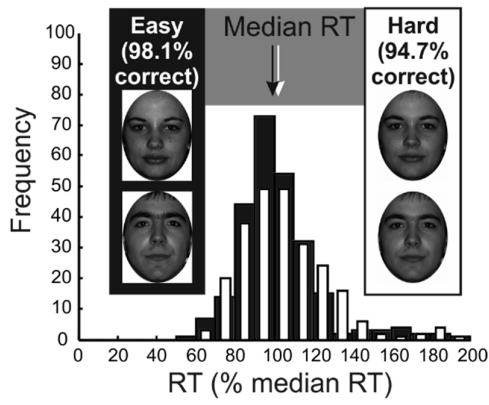 Easy
(98.1%
correct)
Median RT
Hard
(94.7%
correct)
Frequency
100
90
80
70
60
50
40
30
20
10
0
0 20 40 60 80 100 120 140 160 180 200
RT (% median RT)